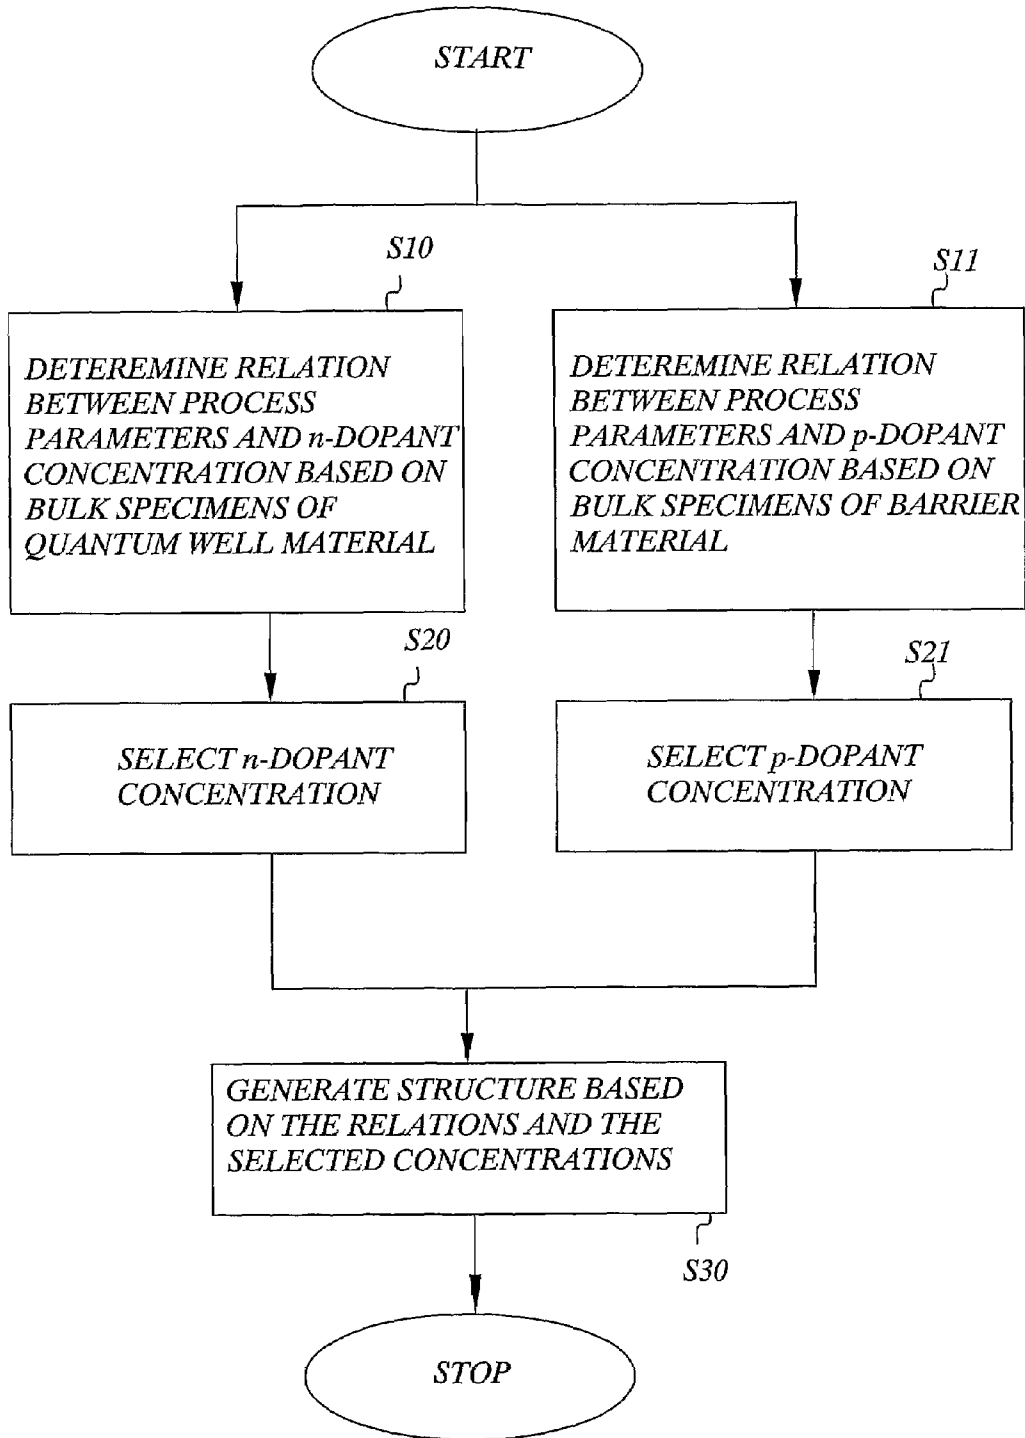 START
S10
DETEREMINE RELATION
BETWEEN PROCESS
PARAMETERS AND n-DOPANT
CONCENTRATION BASED ON
BULK SPECIMENS OF
QUANTUM WELL MATERIAL
S11
DETEREMINE RELATION
BETWEEN PROCESS
PARAMETERS AND p-DOPANT
CONCENTRATION BASED ON
BULK SPECIMENS OF BARRIER
MATERIAL
S20
SELECT n-DOPANT
CONCENTRATION
S21
SELECT p-DOPANT
CONCENTRATION
GENERATE STRUCTURE BASED
ON THE RELATIONS AND THE
SELECTED CONCENTRATIONS
S30
STOP